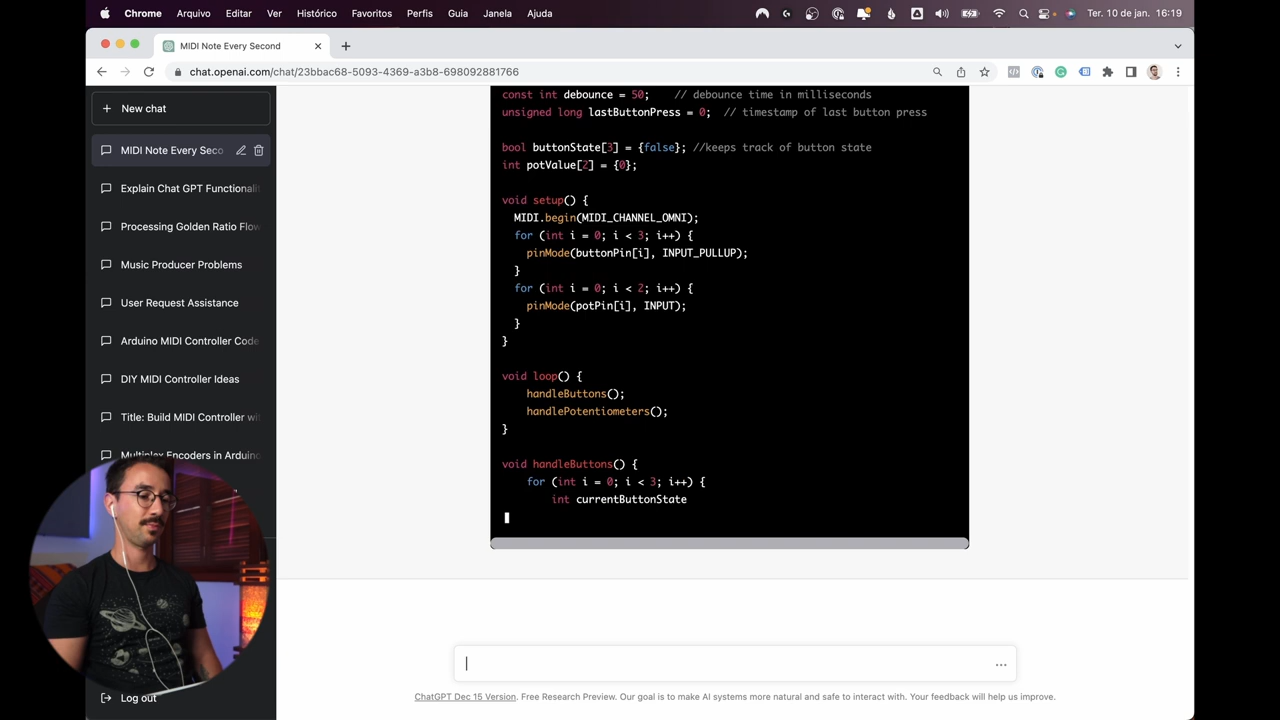 Chrome Arquivo Editar Ver Histórico Favoritos Perfis Guia Janela Ajuda Ter. 10 de jan. 16:19
MIDI Note Every Second
chat.openai.com/chat/23bbac68-5093-4369-a3b8-698092881766
New chat
MIDI Note Every Seco
Explain Chat GPT Functionali
Processing Golden Ratio Flow
Music Producer Problems
User Request Assistance
Arduino MIDI Controller Code
DIY MIDI Controller Ideas
Title: Build MIDI Controller wit
Multiplex Encoders in Arduino
Log out
const int debounce = 50; // debounce time in milliseconds
unsigned long lastButtonPress = 0; // timestamp of last button press
bool buttonState[3] = {false}; //keeps track of button state
int potValue[2] = {0};
void setup() {
MIDI.begin(MIDI_CHANNEL_OMNI);
for (int i = 0; i < 3; i++) {
pinMode(buttonPin[i], INPUT_PULLUP);
}
for (int i = 0; i < 2; i++) {
pinMode(potPin[i], INPUT);
}
}
void loop() {
handleButtons();
handlePotentiometers();
}
void handleButtons() {
for (int i = 0; i < 3; i++) {
int currentButtonState
ChatGPT Dec 15 Version. Free Research Preview. Our goal is to make AI systems more natural and safe to interact with. Your feedback will help us improve.